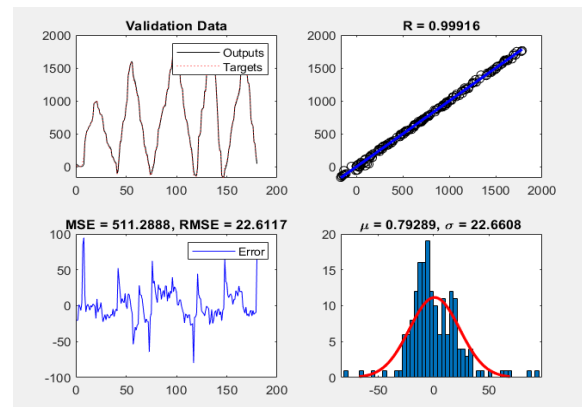 Validation Data
2000
1500
1000
500
0
0 50 100 150 200
Outputs
Targets
R = 0.99916
2000
1500
1000
500
0
0 500 1000 1500 2000
MSE = 511.2888, RMSE = 22.6117
100
50
0
-50
-100
0 50 100 150 200
Error
μ = 0.79289, σ = 22.6608
20
15
10
5
0
-50 0 50